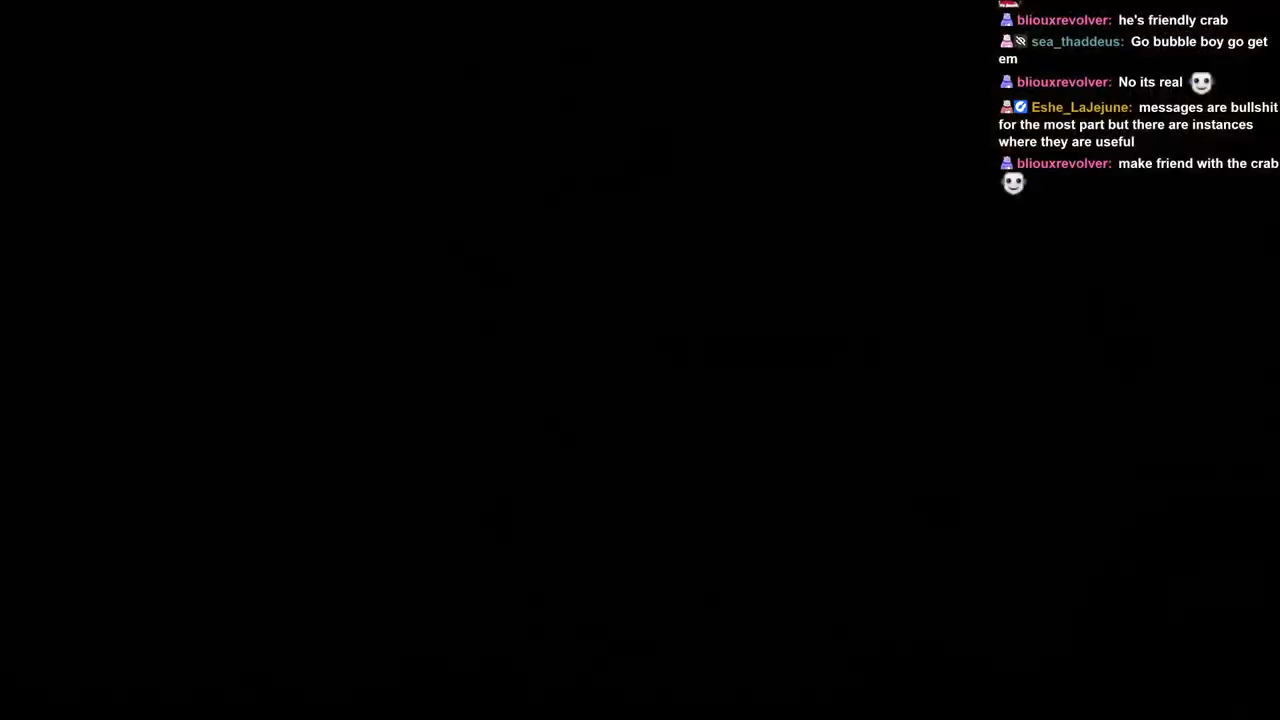 bliouxrevolver: he's friendly crab
sea_thaddeus: Go bubble boy go get
em
bliouxrevolver: No its real
Eshe_LaJejune: messages are bullshit
for the most part but there are instances
where they are useful
bliouxrevolver: make friend with the crab